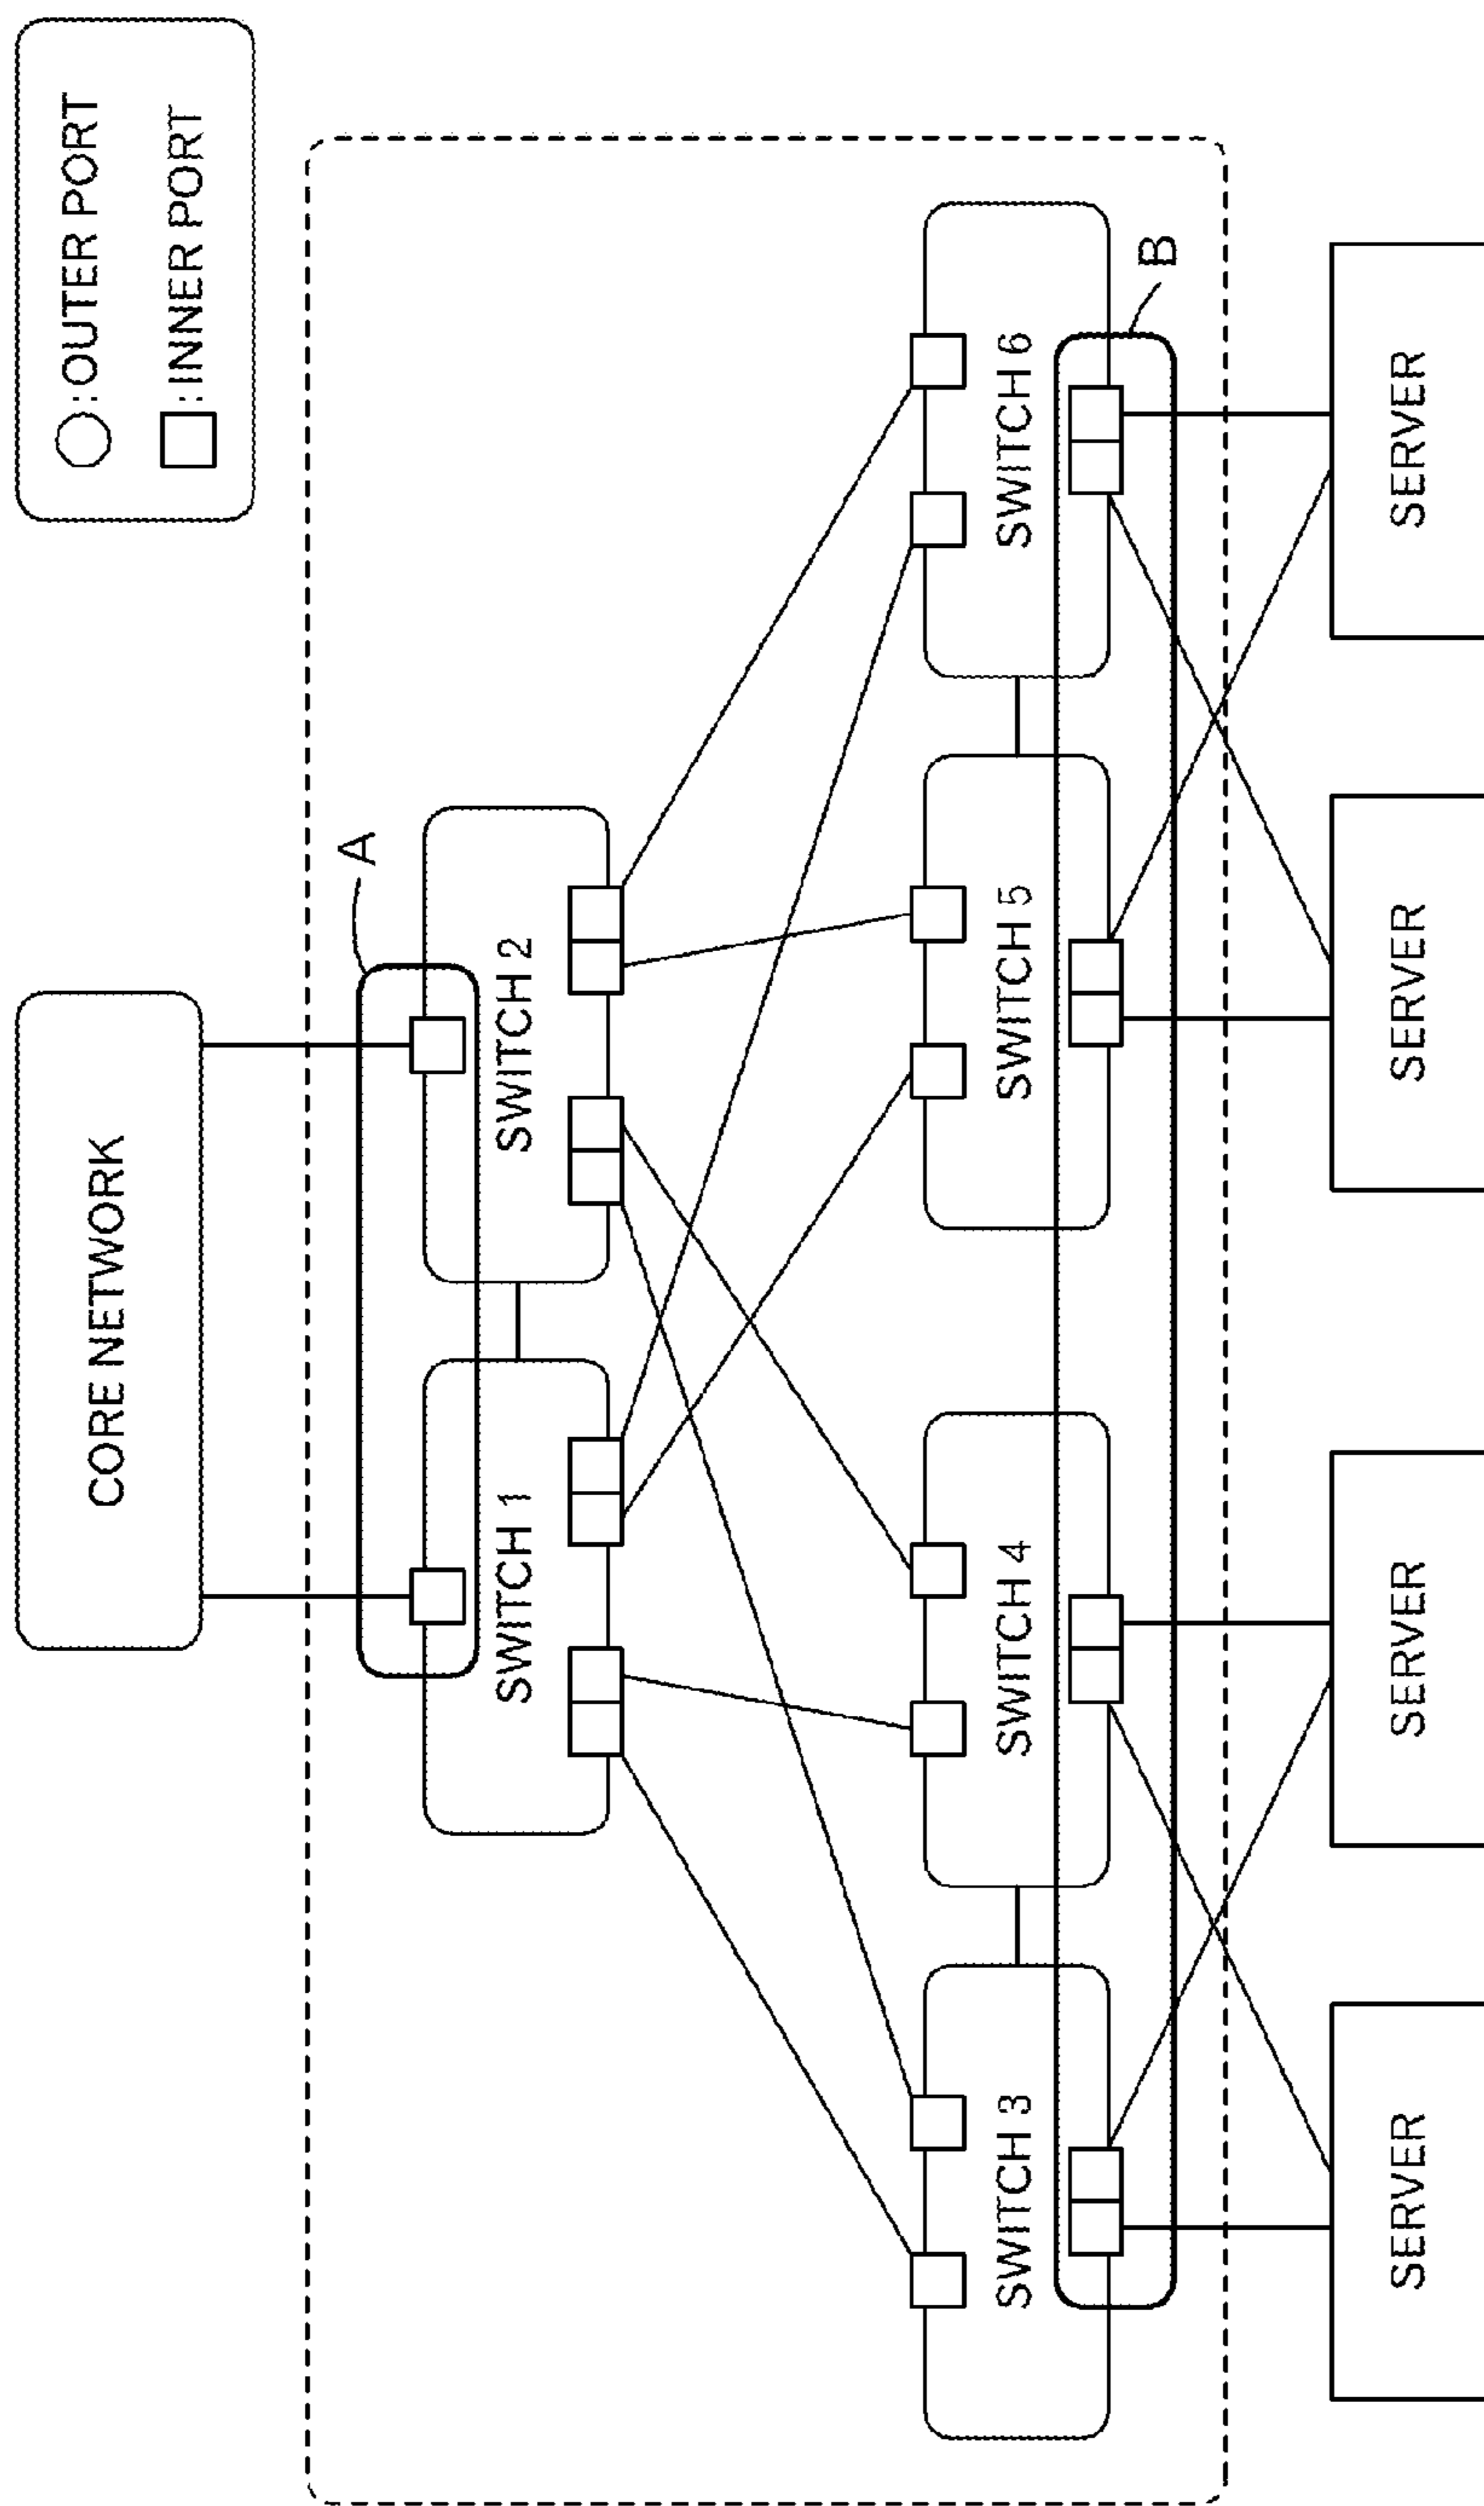 ○: OUTER PORT
□: INNER PORT
CORE NETWORK
A
SWITCH 1
SWITCH 2
SWITCH 3
SWITCH 4
SWITCH 5
SWITCH 6
B
SERVER
SERVER
SERVER
SERVER